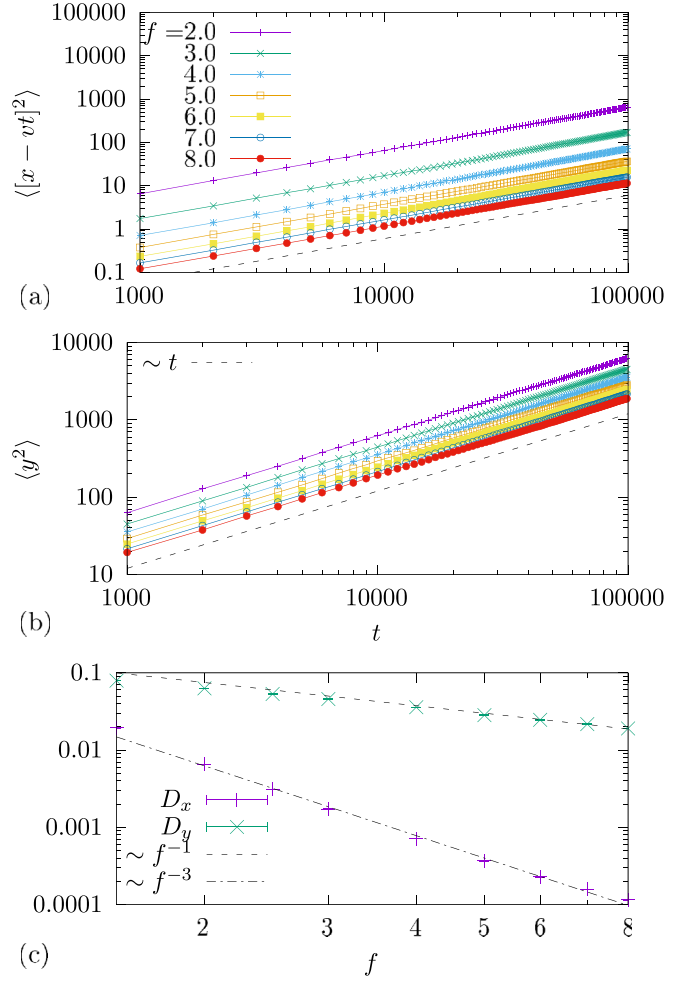 100000
10000
1000
100
10
1
0.1
⟨[x − vt]²⟩
f = 2.0
3.0
4.0
5.0
6.0
7.0
8.0
1000 10000 100000
(a)
10000
1000
100
10
⟨y²⟩
∼ t
1000 10000 100000
t
(b)
0.1
0.01
0.001
0.0001
D_x
D_y
∼ f⁻¹
∼ f⁻³
2 3 4 5 6 7 8
f
(c)